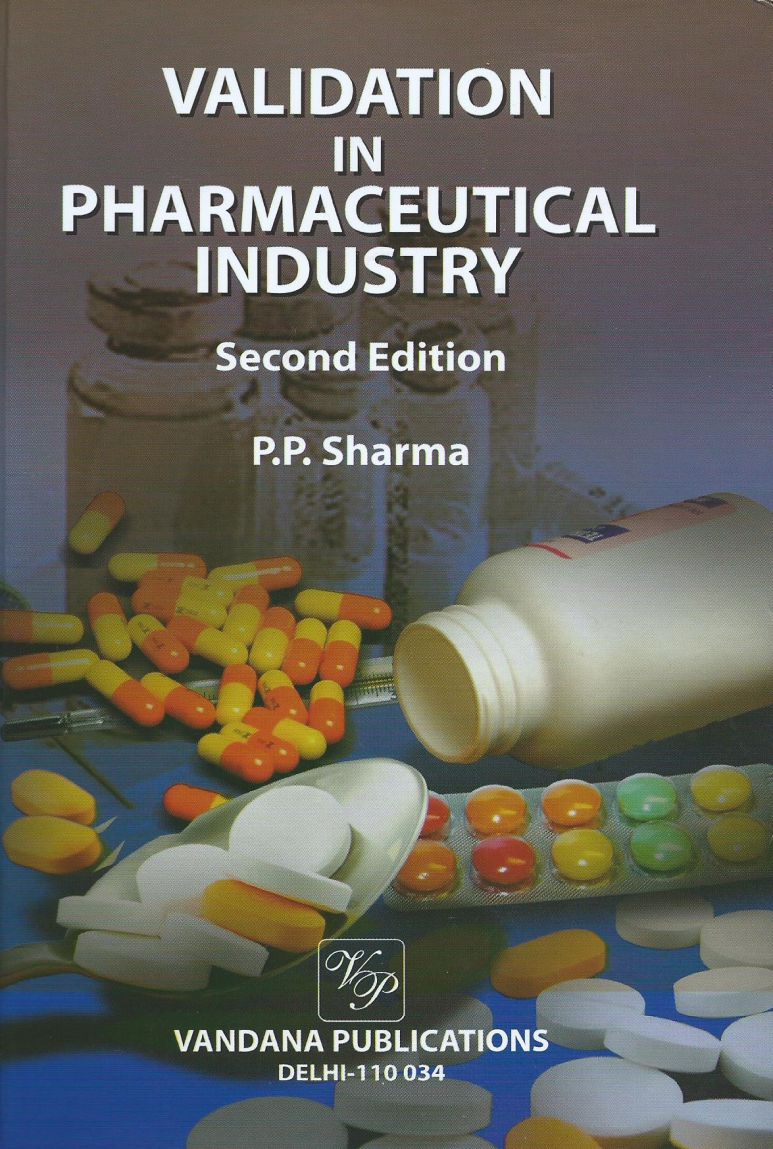 VALIDATION
IN
PHARMACEUTICAL
INDUSTRY
Second Edition
P.P. Sharma
VP
VANDANA PUBLICATIONS
DELHI-110 034